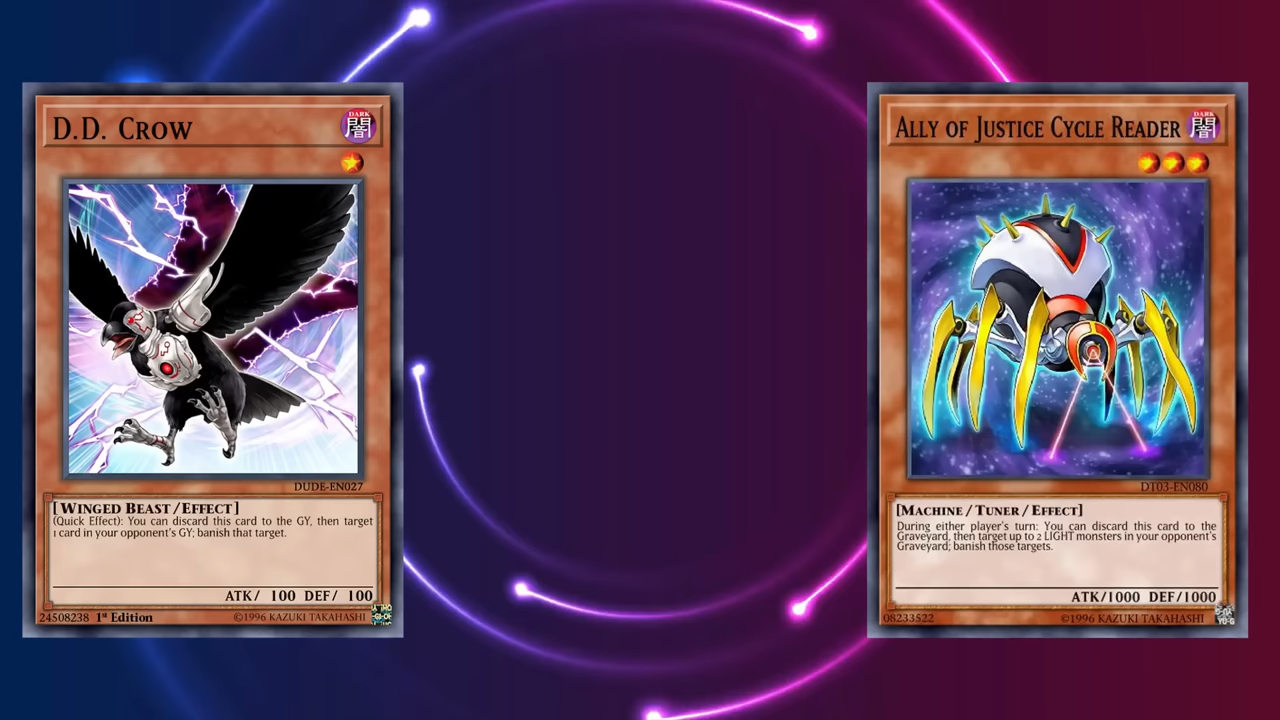 D.D. CROW
DARK
闇
DUDE-EN027
[WINGED BEAST/EFFECT]
(Quick Effect): You can discard this card to the GY, then target
1 card in your opponent's GY; banish that target.
ATK/ 100 DEF/ 100
24508238 1st Edition ©1996 KAZUKI TAKAHASHI
ALLY OF JUSTICE CYCLE READER
DARK
闇
DT03-EN080
[MACHINE/TUNER/EFFECT]
During either player's turn: You can discard this card to the
Graveyard, then target up to 2 LIGHT monsters in your opponent's
Graveyard; banish those targets.
ATK/1000 DEF/1000
08233522 ©1996 KAZUKI TAKAHASHI